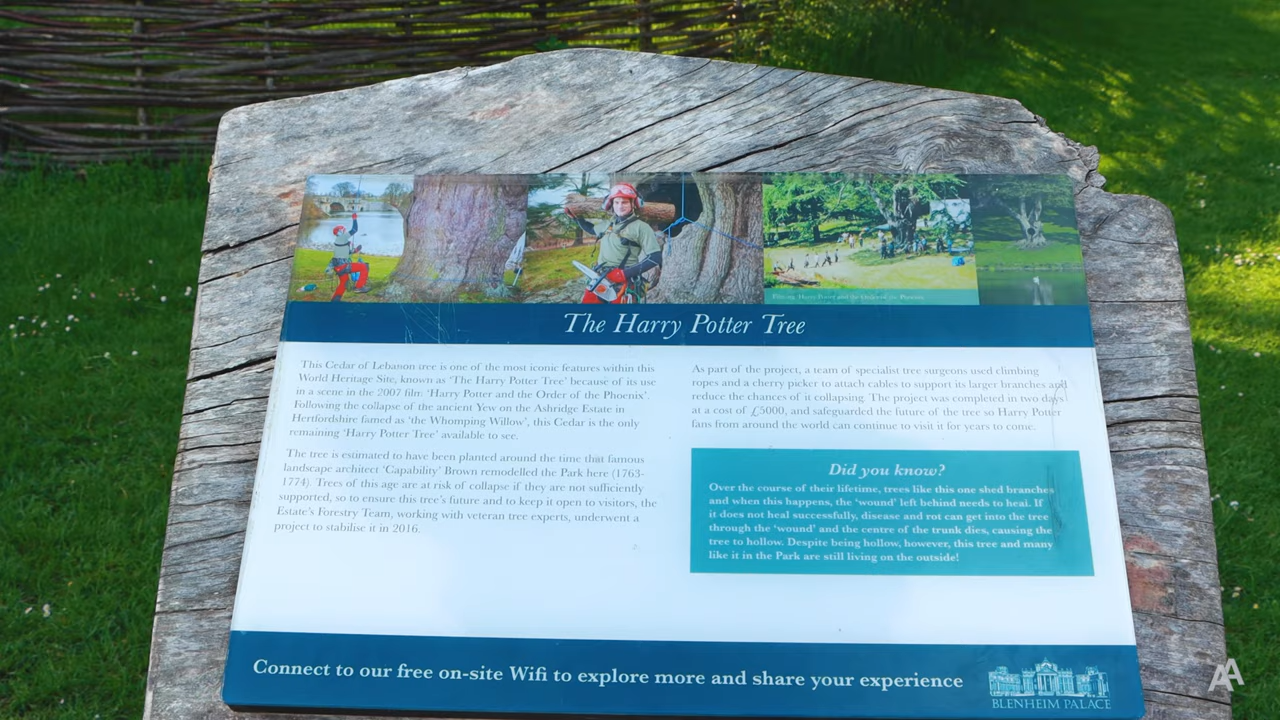 Filming 'Harry Potter and the Order of the Phoenix'
The Harry Potter Tree
This Cedar of Lebanon tree is one of the most iconic features within this
World Heritage Site, known as 'The Harry Potter Tree' because of its use
in a scene in the 2007 film 'Harry Potter and the Order of the Phoenix'.
Following the collapse of the ancient Yew on the Ashridge Estate in
Hertfordshire famed as 'the Whomping Willow', this Cedar is the only
remaining 'Harry Potter Tree' available to see.
The tree is estimated to have been planted around the time that famous
landscape architect 'Capability' Brown remodelled the Park here (1763-
1774). Trees of this age are at risk of collapse if they are not sufficiently
supported, so to ensure this tree's future and to keep it open to visitors, the
Estate's Forestry Team, working with veteran tree experts, underwent a
project to stabilise it in 2016.
As part of the project, a team of specialist tree surgeons used climbing
ropes and a cherry picker to attach cables to support its larger branches and
reduce the chances of it collapsing. The project was completed in two days
at a cost of £5000, and safeguarded the future of the tree so Harry Potter
fans from around the world can continue to visit it for years to come.
Did you know?
Over the course of their lifetime, trees like this one shed branches
and when this happens, the 'wound' left behind needs to heal. If
it does not heal successfully, disease and rot can get into the tree
through the 'wound' and the centre of the trunk dies, causing the
tree to hollow. Despite being hollow, however, this tree and many
like it in the Park are still living on the outside!
Connect to our free on-site Wifi to explore more and share your experience
BLENHEIM PALACE
AA